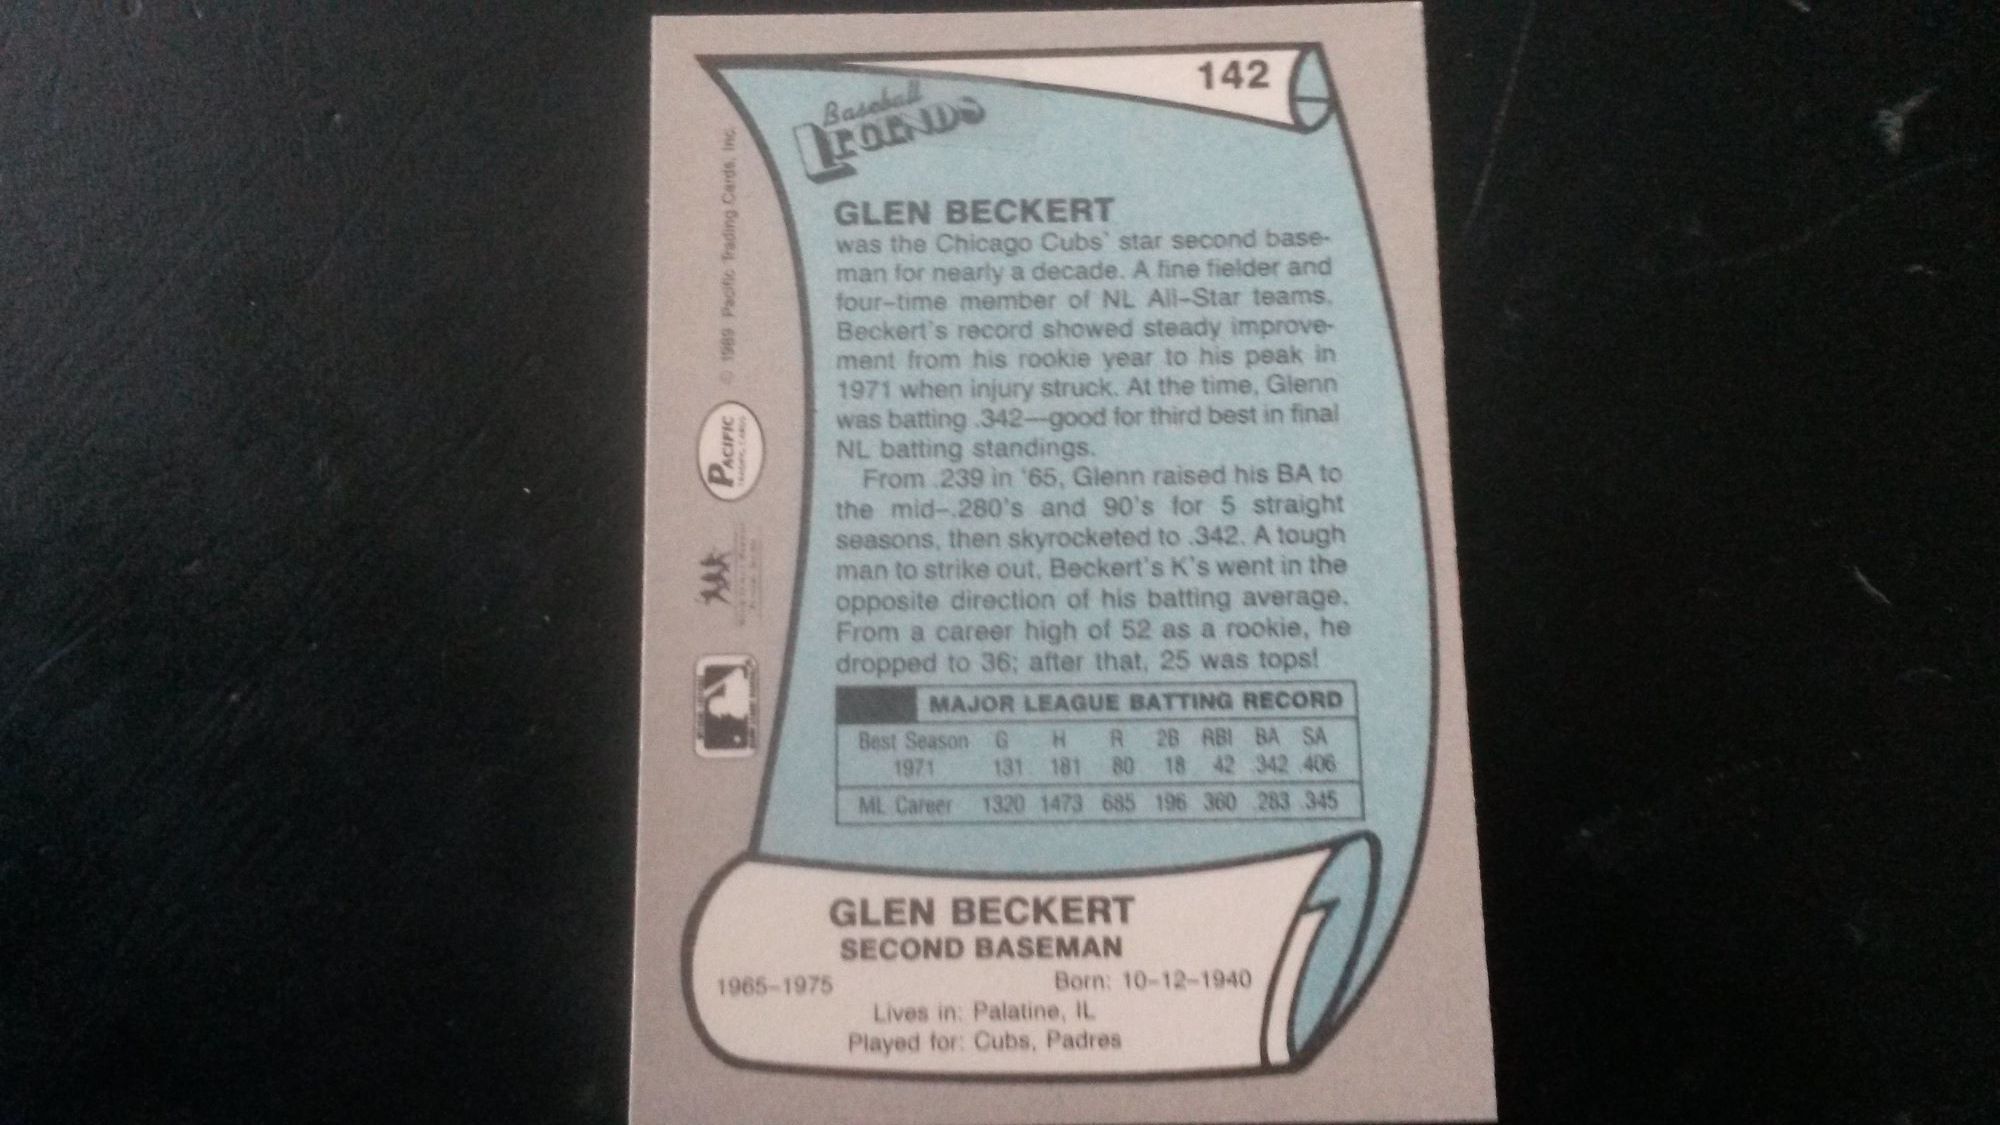 142
Baseball
LEGENDS
GLEN BECKERT
was the Chicago Cubs' star second base-
man for nearly a decade. A fine fielder and
four-time member of NL All-Star teams,
Beckert's record showed steady improve-
ment from his rookie year to his peak in
1971 when injury struck. At the time, Glenn
was batting .342—good for third best in final
NL batting standings.
From .239 in '65, Glenn raised his BA to
the mid-.280's and 90's for 5 straight
seasons, then skyrocketed to .342. A tough
man to strike out, Beckert's K's went in the
opposite direction of his batting average.
From a career high of 52 as a rookie, he
dropped to 36; after that, 25 was tops!
MAJOR LEAGUE BATTING RECORD
Best Season G H R 2B RBI BA SA
1971 131 181 80 18 42 .342 .406
ML Career 1320 1473 685 196 360 .283 .345
GLEN BECKERT
SECOND BASEMAN
1965-1975 Born: 10-12-1940
Lives in: Palatine, IL
Played for: Cubs, Padres
© 1989 Pacific Trading Cards, Inc.
PACIFIC
TRADING CARDS